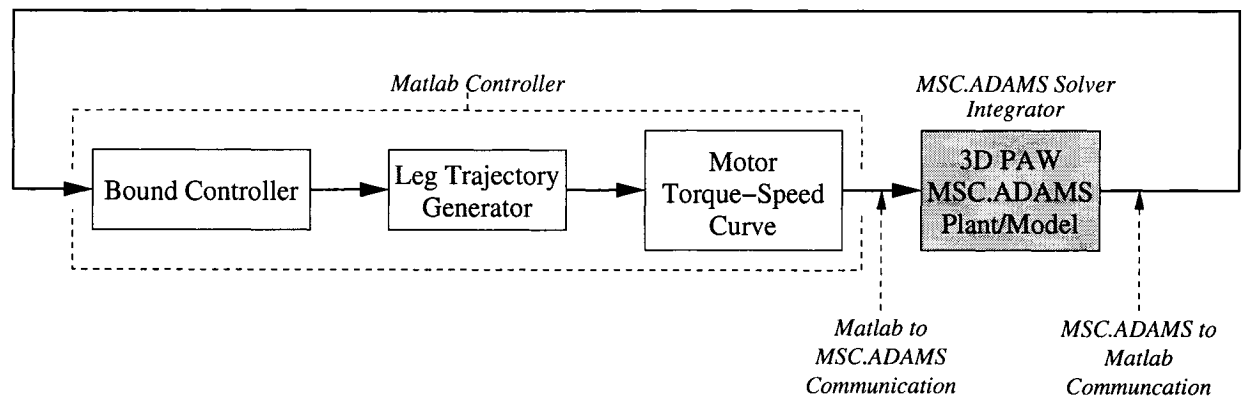 Matlab Controller
MSC.ADAMS Solver
Integrator
Bound Controller
Leg Trajectory
Generator
Motor
Torque–Speed
Curve
3D PAW
MSC.ADAMS
Plant/Model
Matlab to
MSC.ADAMS
Communication
MSC.ADAMS to
Matlab
Communcation